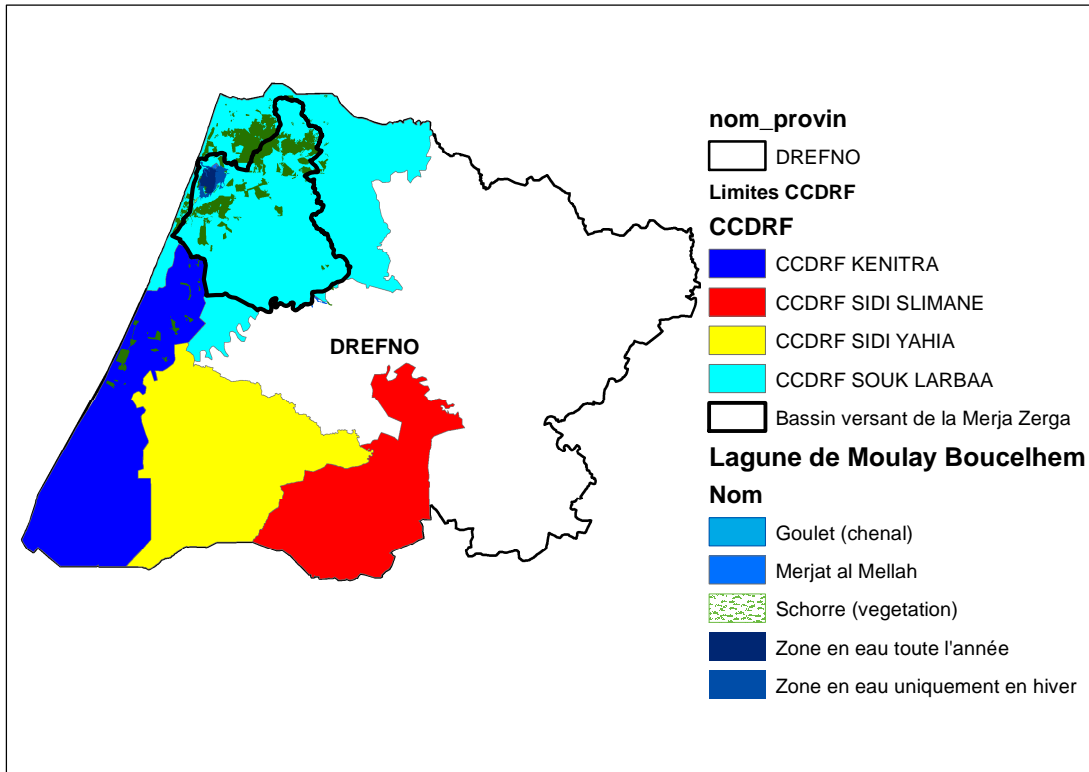 DREFNO
nom_provin
DREFNO
Limites CCDRF
CCDRF
CCDRF KENITRA
CCDRF SIDI SLIMANE
CCDRF SIDI YAHIA
CCDRF SOUK LARBAA
Bassin versant de la Merja Zerga
Lagune de Moulay Boucelhem
Nom
Goulet (chenal)
Merjat al Mellah
Schorre (vegetation)
Zone en eau toute l'année
Zone en eau uniquement en hiver